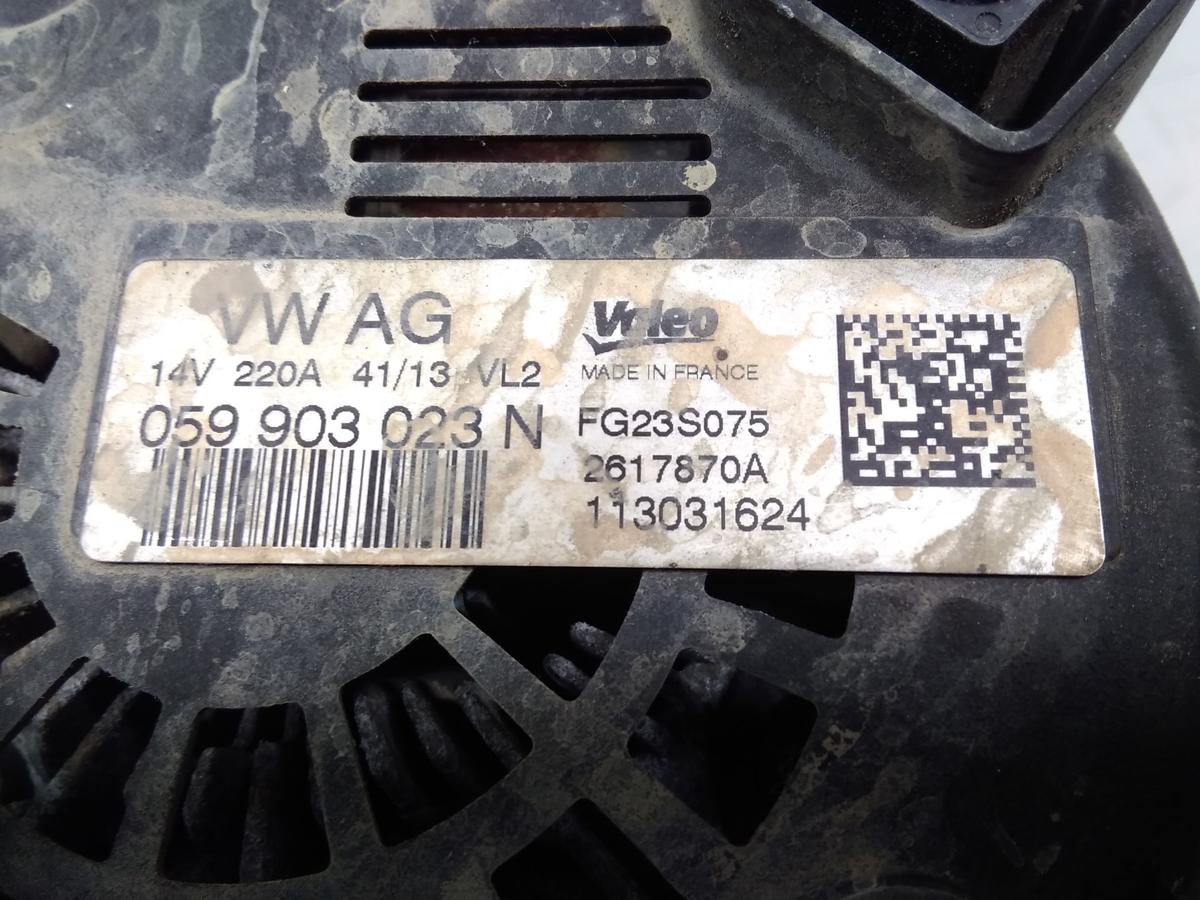 VW AG
14V 220A 41/13 VL2
059 903 023 N
Valeo
MADE IN FRANCE
FG23S075
2617870A
113031624